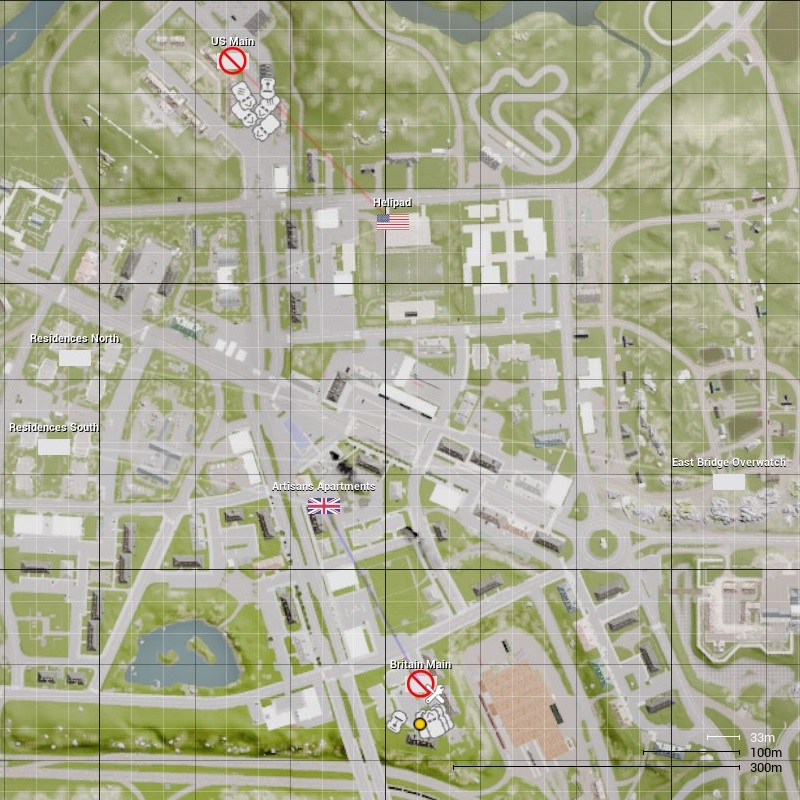 US Main
Helipad
Residences North
Residences South
East Bridge Overwatch
Artisans Apartments
Britain Main
33m
100m
300m